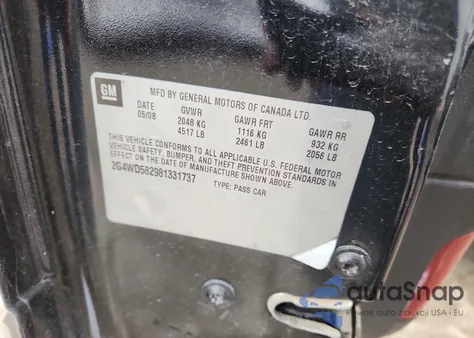 GM
MFD BY GENERAL MOTORS OF CANADA LTD.
DATE GVWR GAWR FRT GAWR RR
05/08 2048 KG 1116 KG 932 KG
4517 LB 2461 LB 2056 LB
THIS VEHICLE CONFORMS TO ALL APPLICABLE U.S. FEDERAL MOTOR
VEHICLE SAFETY, BUMPER, AND THEFT PREVENTION STANDARDS IN
EFFECT ON THE DATE OF MANUFACTURE SHOWN ABOVE.
2G4WD582981331737 TYPE: PASS CAR
autoSnap
Pewne auta z aukcji USA i EU